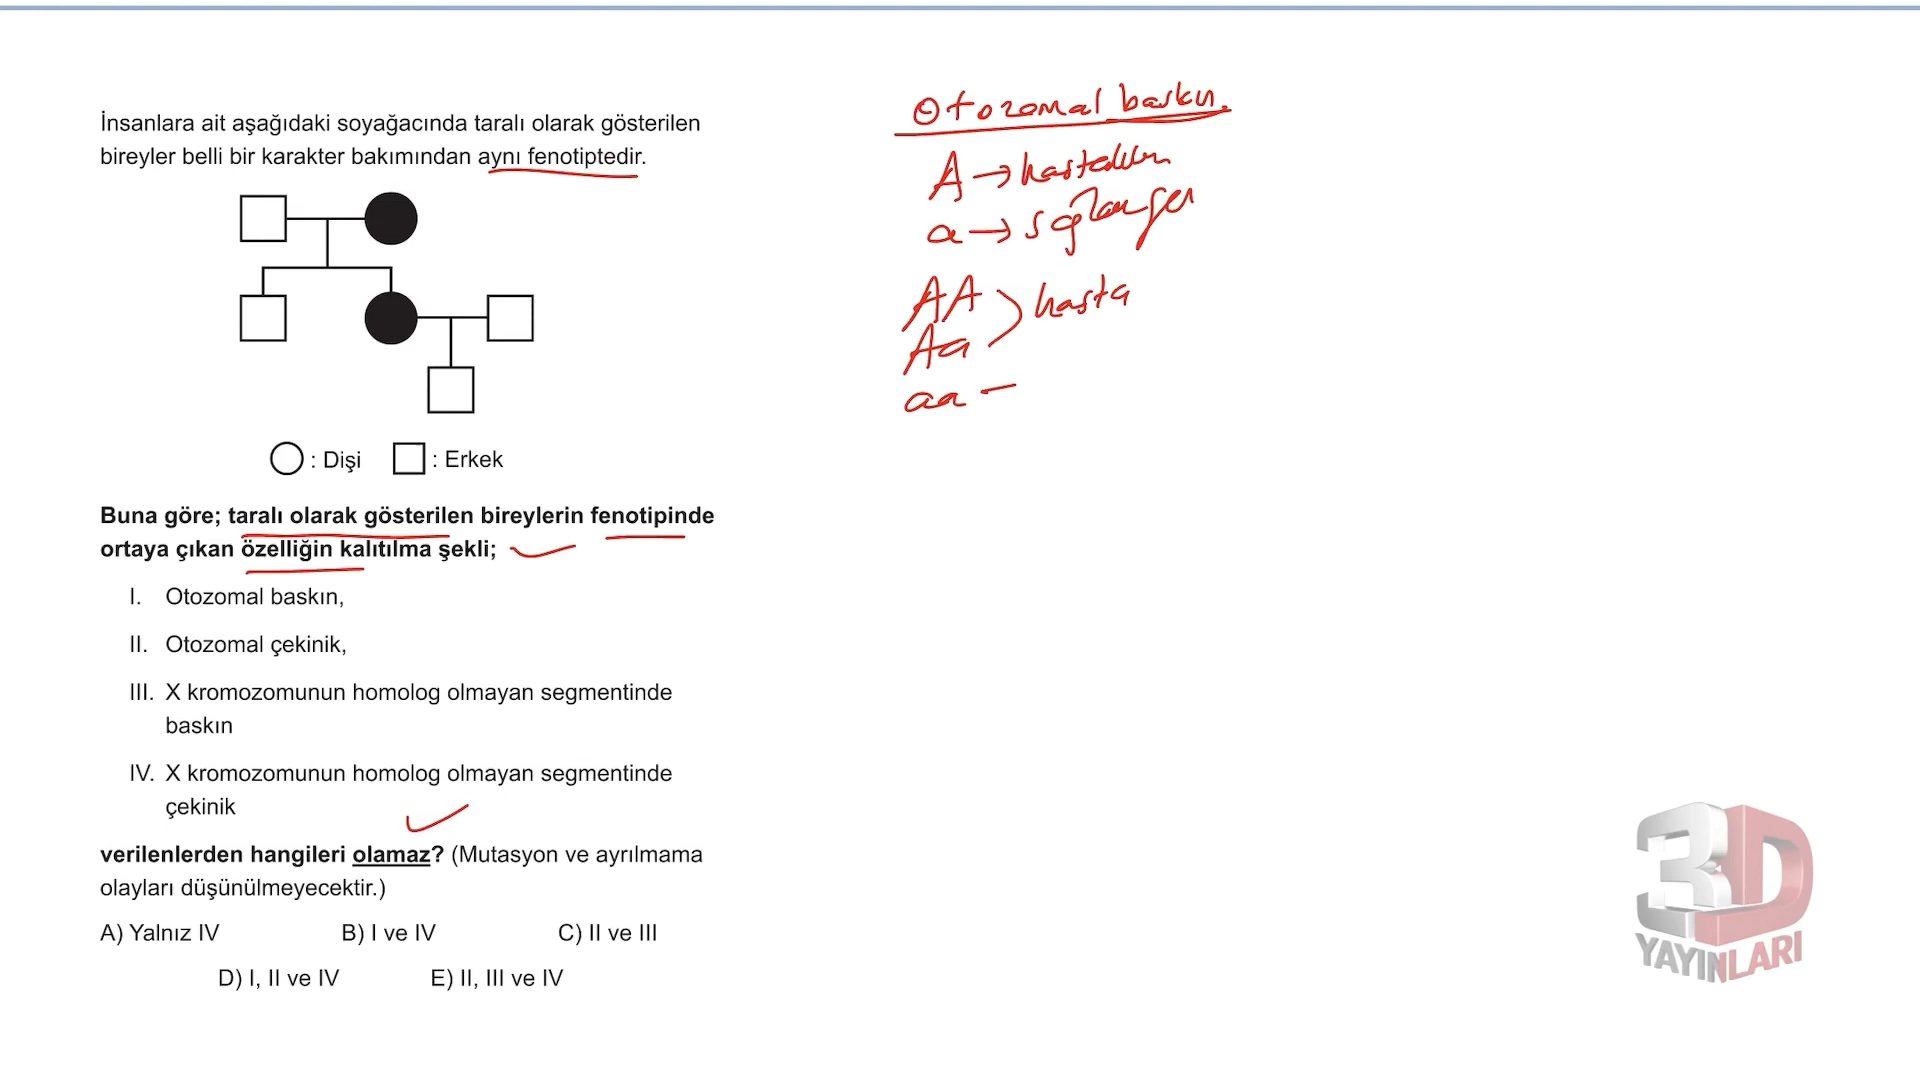 İnsanlara ait aşağıdaki soyağacında taralı olarak gösterilen
bireyler belli bir karakter bakımından aynı fenotiptedir.
: Dişi : Erkek
Buna göre; taralı olarak gösterilen bireylerin fenotipinde
ortaya çıkan özelliğin kalıtılma şekli;
I. Otozomal baskın,
II. Otozomal çekinik,
III. X kromozomunun homolog olmayan segmentinde
baskın
IV. X kromozomunun homolog olmayan segmentinde
çekinik
verilenlerden hangileri olamaz? (Mutasyon ve ayrılmama
olayları düşünülmeyecektir.)
A) Yalnız IV B) I ve IV C) II ve III
D) I, II ve IV E) II, III ve IV
Otozomal baskın.
A →
a → sağlam gen
AA
Aa hasta
aa -
3D
YAYINLARI